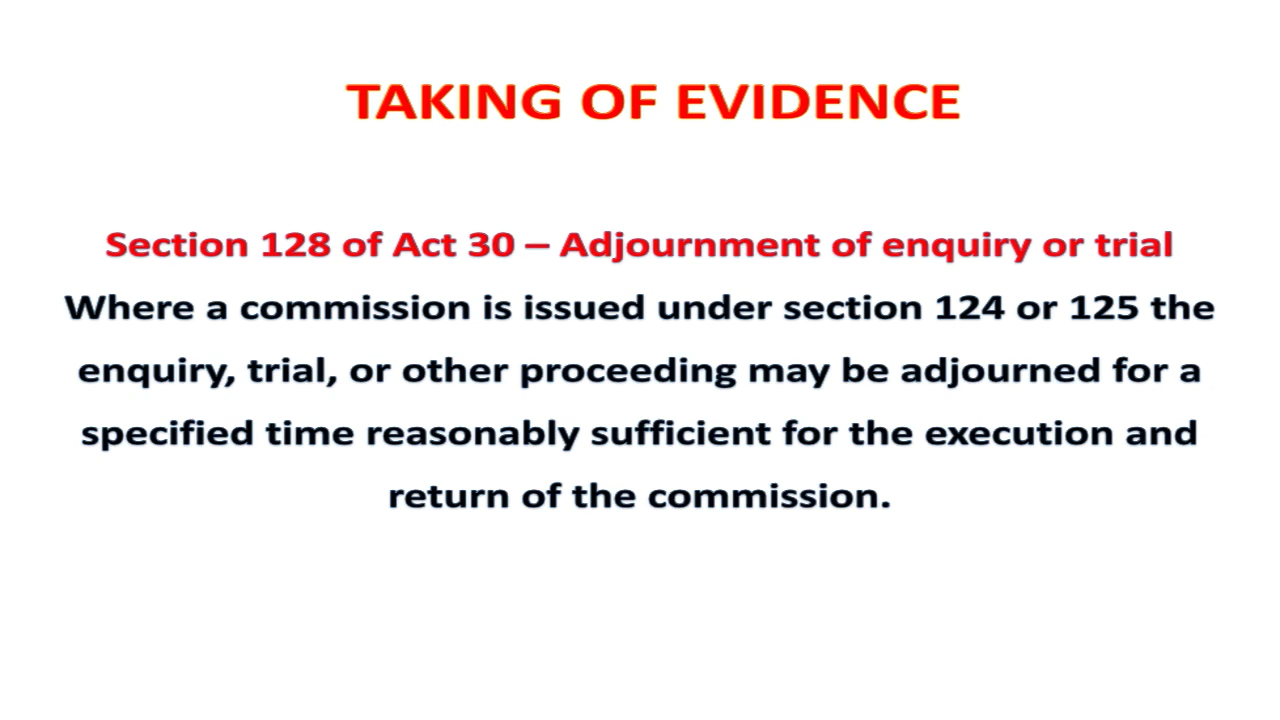 TAKING OF EVIDENCE
Section 128 of Act 30 – Adjournment of enquiry or trial
Where a commission is issued under section 124 or 125 the
enquiry, trial, or other proceeding may be adjourned for a
specified time reasonably sufficient for the execution and
return of the commission.